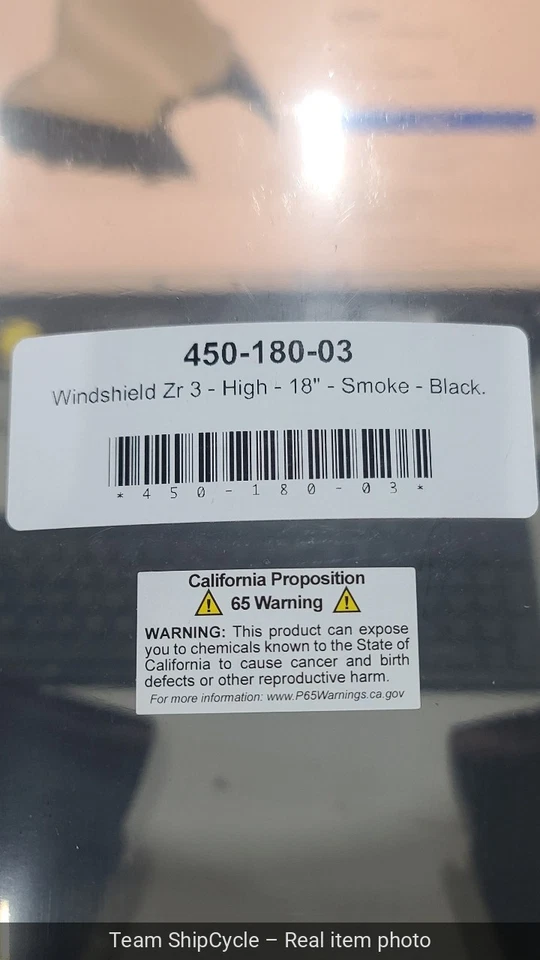 450-180-03
Windshield Zr 3 - High - 18" - Smoke - Black.
* 4 5 0 - 1 8 0 - 0 3 *
California Proposition
65 Warning
WARNING: This product can expose
you to chemicals known to the State of
California to cause cancer and birth
defects or other reproductive harm.
For more information: www.P65Warnings.ca.gov
Team ShipCycle – Real item photo